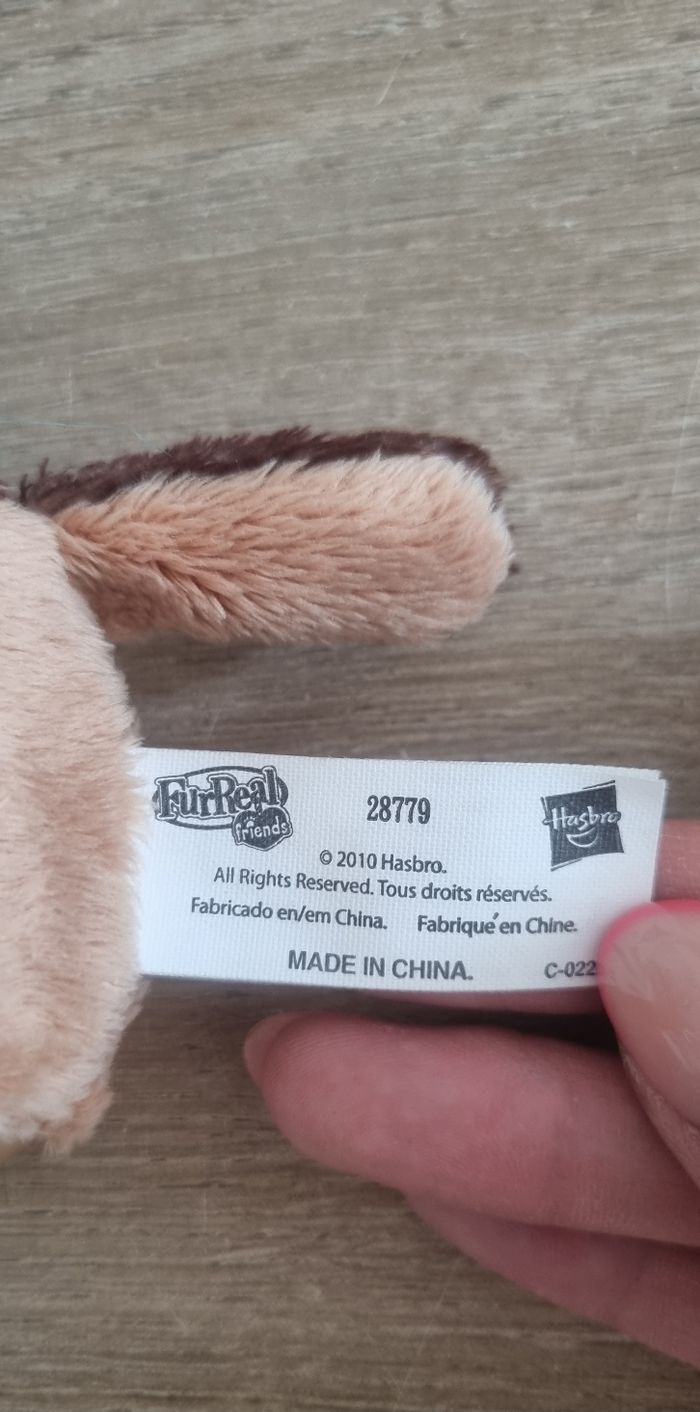 FurReal friends
28779
Hasbro
© 2010 Hasbro.
All Rights Reserved. Tous droits réservés.
Fabricado en/em China. Fabriqué en Chine.
MADE IN CHINA. C-022